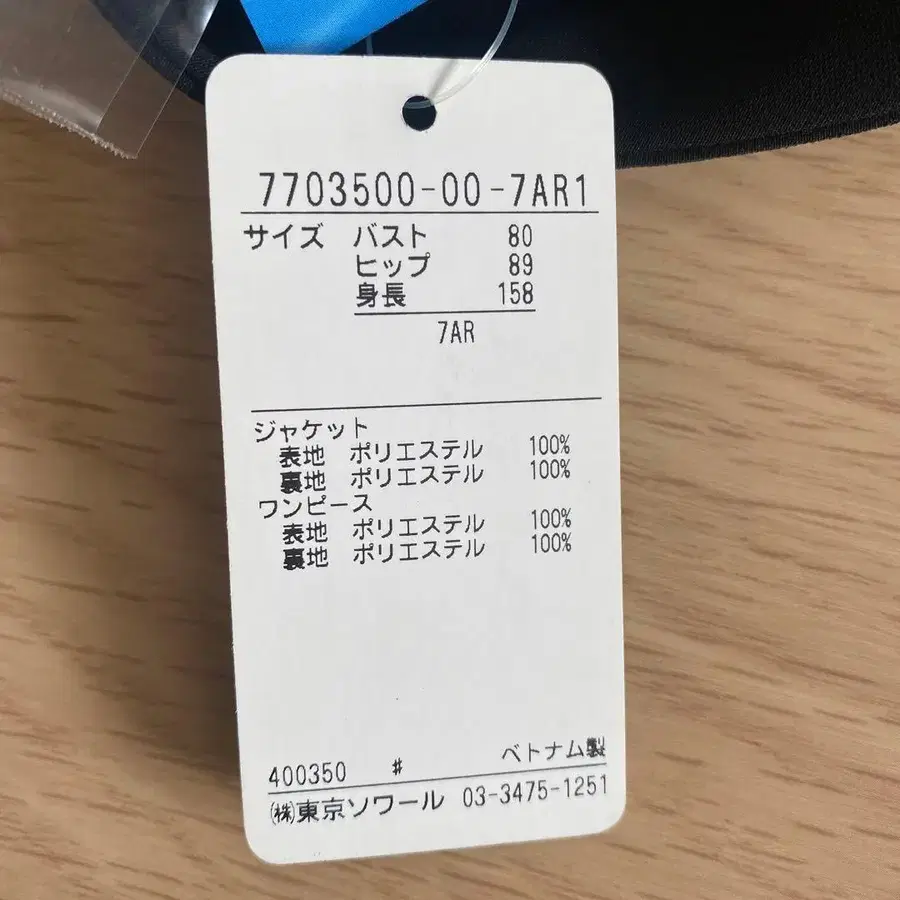 7703500-00-7AR1
サイズ バスト 80
ヒップ 89
身長 158
7AR
ジャケット
表地 ポリエステル 100%
裏地 ポリエステル 100%
ワンピース
表地 ポリエステル 100%
裏地 ポリエステル 100%
400350 # ベトナム製
㈱東京ソワール 03-3475-1251